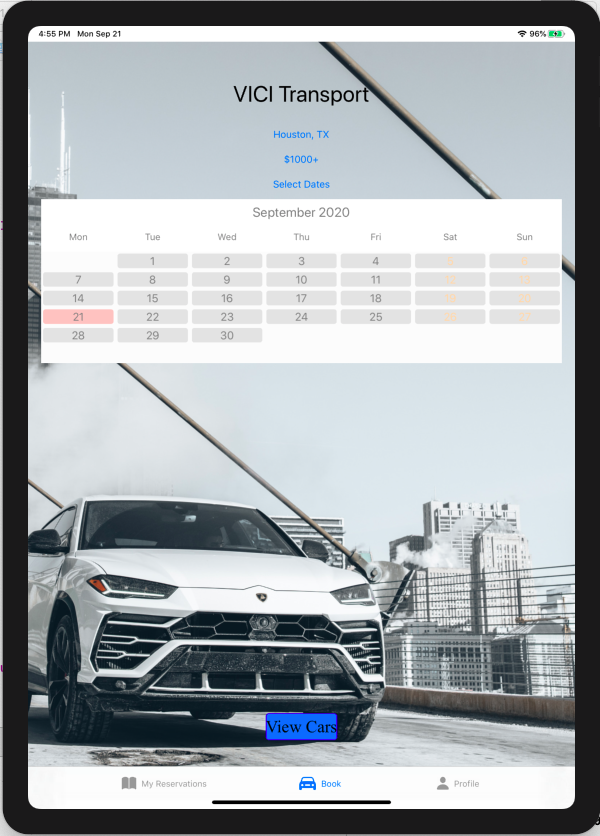 4:55 PM Mon Sep 21 96%
VICI Transport
Houston, TX
$1000+
Select Dates
September 2020
Mon Tue Wed Thu Fri Sat Sun
1 2 3 4 5 6
7 8 9 10 11 12 13
14 15 16 17 18 19 20
21 22 23 24 25 26 27
28 29 30
View Cars
My Reservations Book Profile